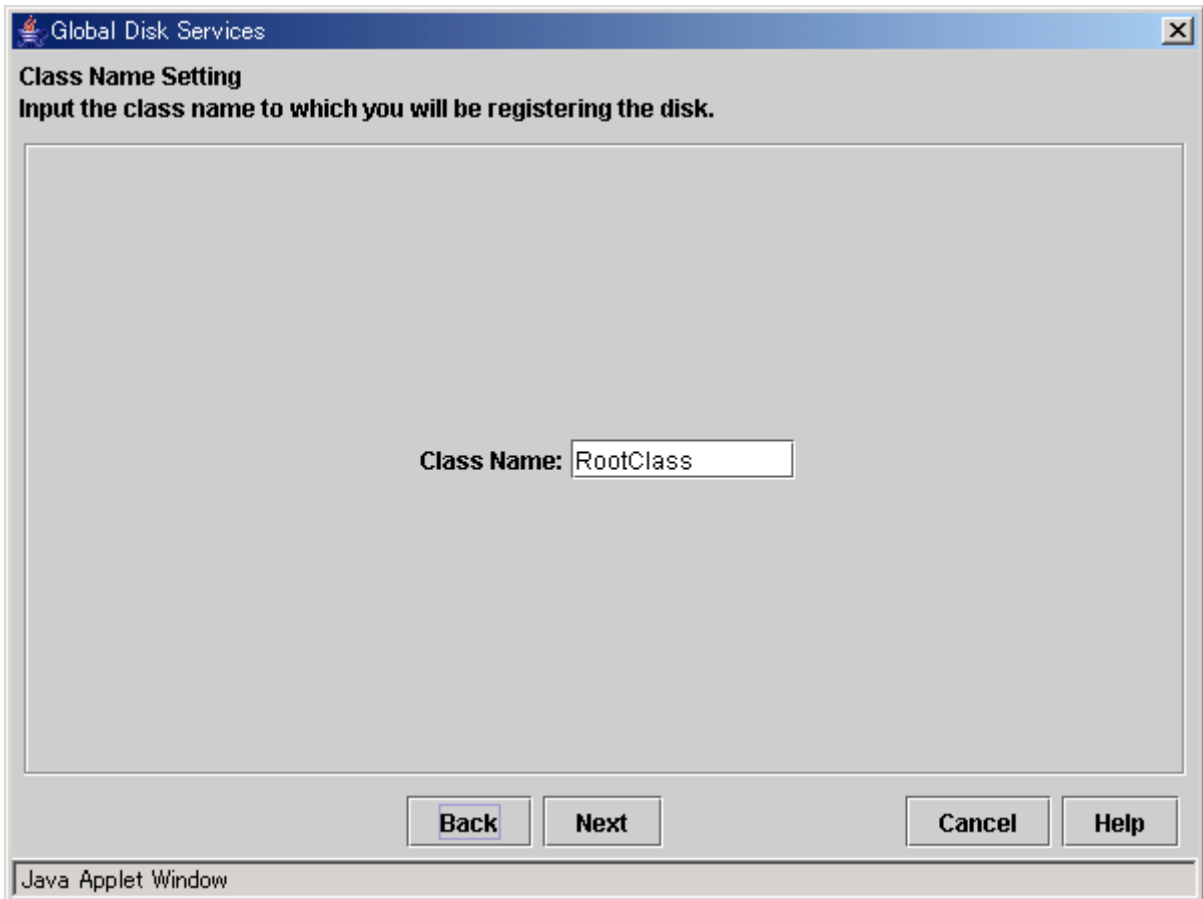 Global Disk Services
Class Name Setting
Input the class name to which you will be registering the disk.
Class Name: RootClass
Back Next Cancel Help
Java Applet Window